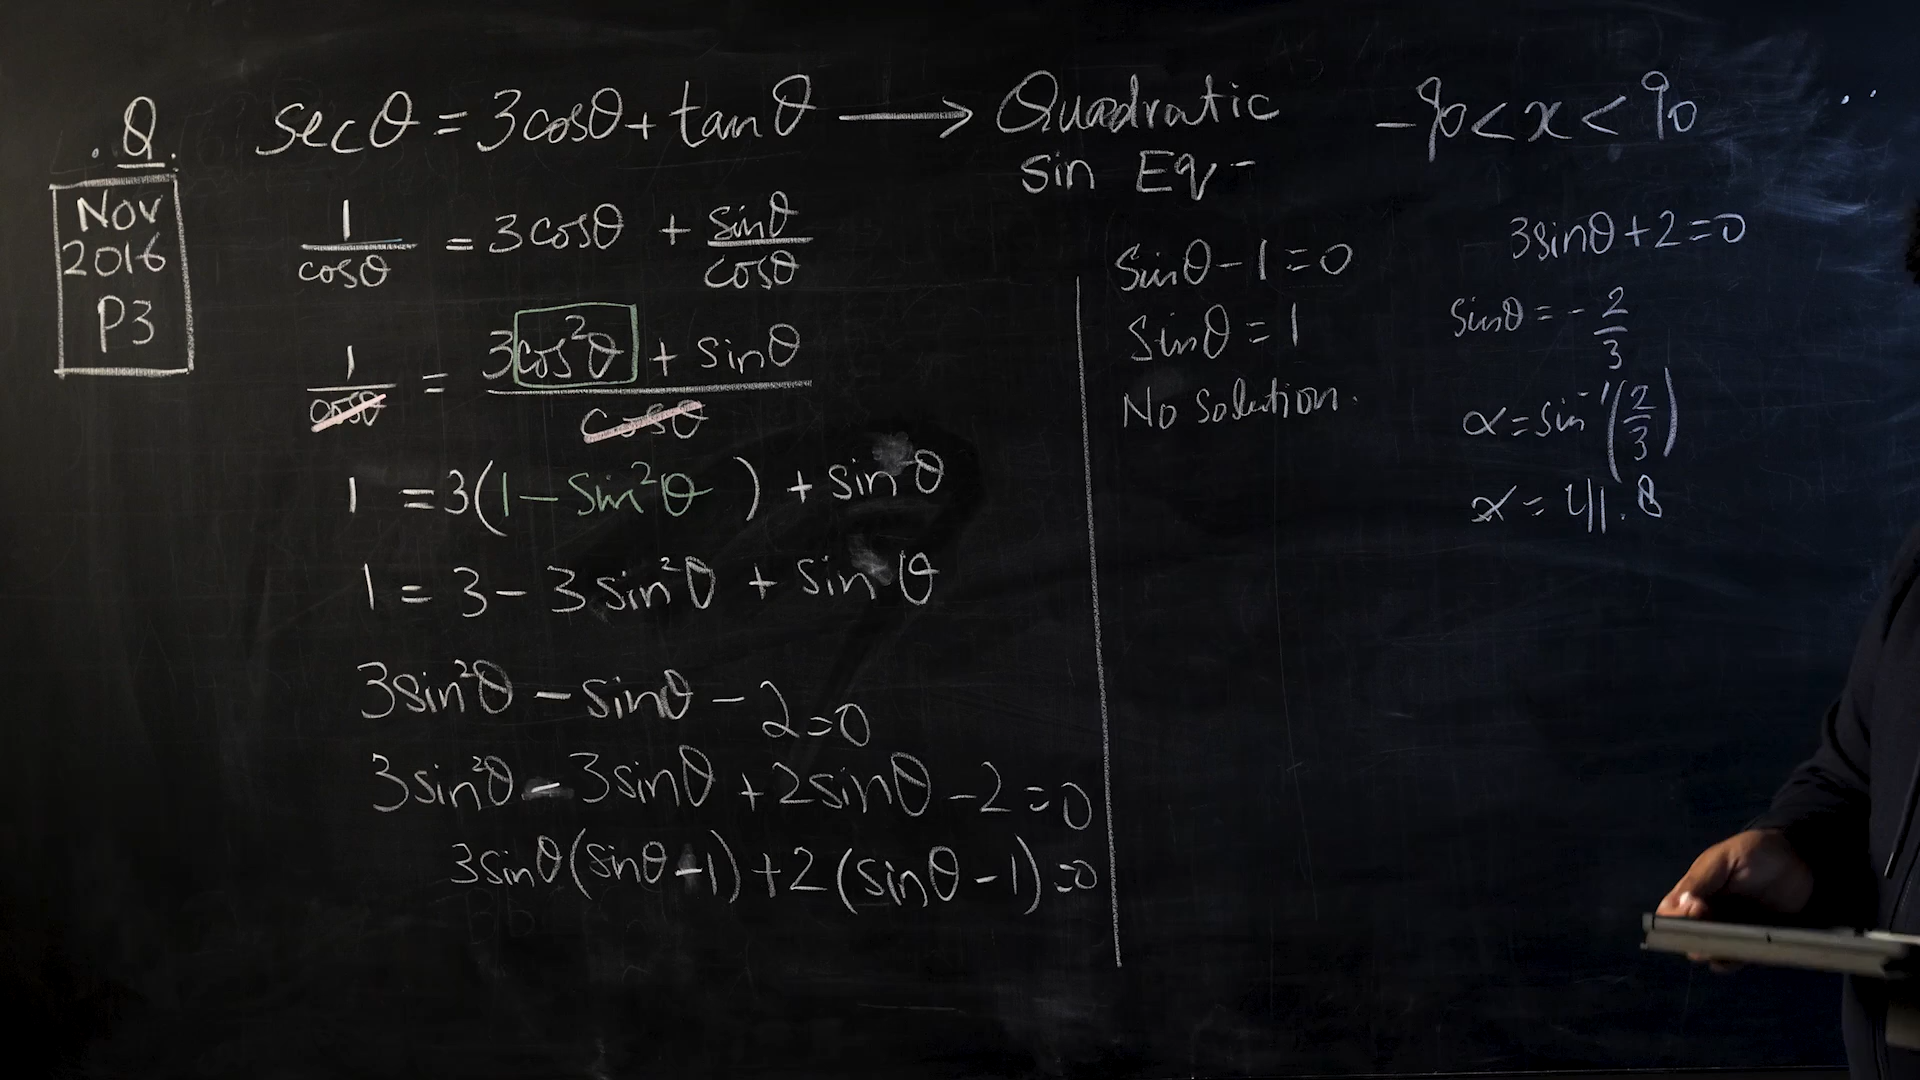 Q.
Nov
2016
P3
secθ = 3cosθ + tanθ ⟶ Quadratic
sin Eq -
-90 < x < 90
1/cosθ = 3cosθ + sinθ/cosθ
1/cosθ = (3cos²θ + sinθ)/cosθ
1 = 3(1 - sin²θ) + sinθ
1 = 3 - 3sin²θ + sinθ
3sin²θ - sinθ - 2 = 0
3sin²θ - 3sinθ + 2sinθ - 2 = 0
3sinθ(sinθ - 1) + 2(sinθ - 1) = 0
sinθ - 1 = 0
sinθ = 1
No solution.
3sinθ + 2 = 0
sinθ = - 2/3
α = sin⁻¹(2/3)
α = 41.8